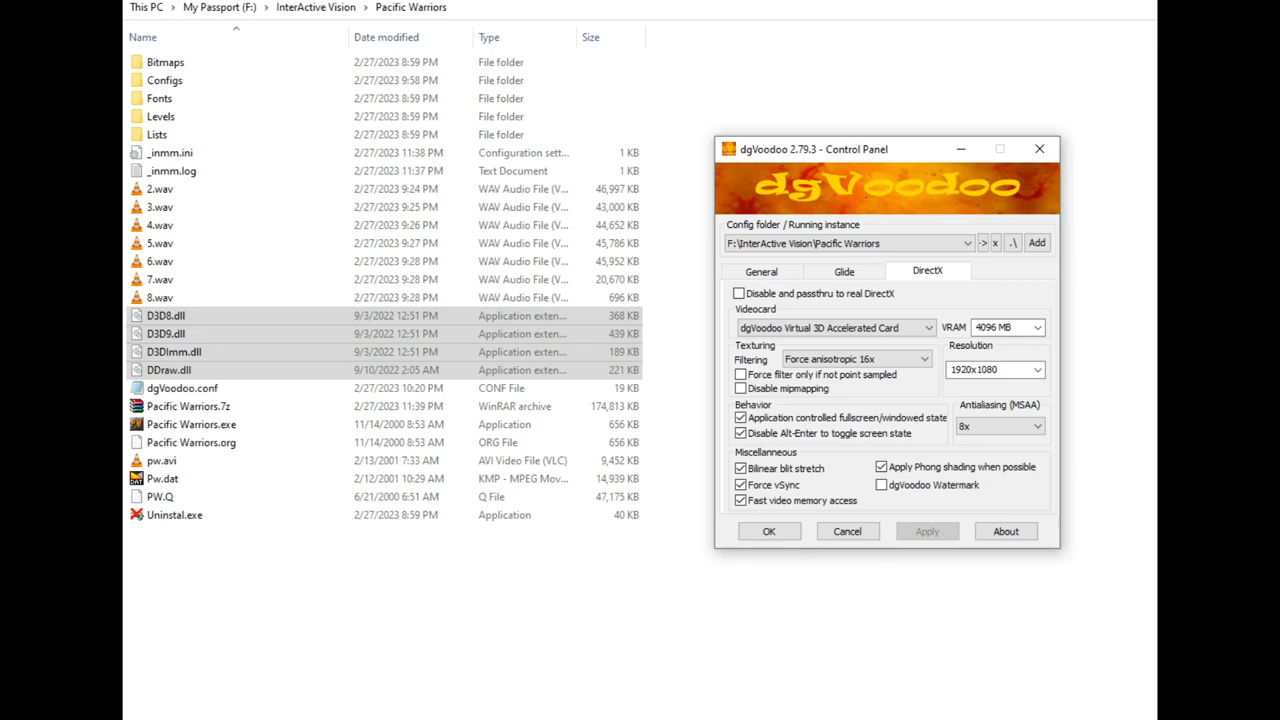 This PC > My Passport (F:) > InterActive Vision > Pacific Warriors
Name Date modified Type Size
Bitmaps 2/27/2023 8:59 PM File folder
Configs 2/27/2023 9:58 PM File folder
Fonts 2/27/2023 8:59 PM File folder
Levels 2/27/2023 8:59 PM File folder
Lists 2/27/2023 8:59 PM File folder
_inmm.ini 2/27/2023 11:38 PM Configuration sett... 1 KB
_inmm.log 2/27/2023 11:37 PM Text Document 1 KB
2.wav 2/27/2023 9:24 PM WAV Audio File (V... 46,997 KB
3.wav 2/27/2023 9:25 PM WAV Audio File (V... 43,000 KB
4.wav 2/27/2023 9:26 PM WAV Audio File (V... 44,652 KB
5.wav 2/27/2023 9:27 PM WAV Audio File (V... 45,786 KB
6.wav 2/27/2023 9:28 PM WAV Audio File (V... 45,952 KB
7.wav 2/27/2023 9:28 PM WAV Audio File (V... 20,670 KB
8.wav 2/27/2023 9:28 PM WAV Audio File (V... 696 KB
D3D8.dll 9/3/2022 12:51 PM Application exten... 368 KB
D3D9.dll 9/3/2022 12:51 PM Application exten... 439 KB
D3DImm.dll 9/3/2022 12:51 PM Application exten... 189 KB
DDraw.dll 9/10/2022 2:05 AM Application exten... 221 KB
dgVoodoo.conf 2/27/2023 10:20 PM CONF File 19 KB
Pacific Warriors.7z 2/27/2023 11:39 PM WinRAR archive 174,813 KB
Pacific Warriors.exe 11/14/2000 8:53 AM Application 656 KB
Pacific Warriors.org 11/14/2000 8:53 AM ORG File 656 KB
pw.avi 2/13/2001 7:33 AM AVI Video File (VLC) 9,452 KB
Pw.dat 2/12/2001 10:29 AM KMP - MPEG Mov... 14,939 KB
PW.Q 6/21/2000 6:51 AM Q File 47,175 KB
Uninstal.exe 2/27/2023 8:59 PM Application 40 KB
dgVoodoo 2.79.3 - Control Panel
dgVoodoo
Config folder / Running instance
F:\InterActive Vision\Pacific Warriors -> x .\ Add
General Glide DirectX
Disable and passthru to real DirectX
Videocard
dgVoodoo Virtual 3D Accelerated Card VRAM 4096 MB
Texturing Resolution
Filtering Force anisotropic 16x 1920x1080
Force filter only if not point sampled
Disable mipmapping
Behavior Antialiasing (MSAA)
Application controlled fullscreen/windowed state
8x
Disable Alt-Enter to toggle screen state
Miscellaneous
Bilinear blit stretch Apply Phong shading when possible
Force vSync dgVoodoo Watermark
Fast video memory access
OK Cancel Apply About